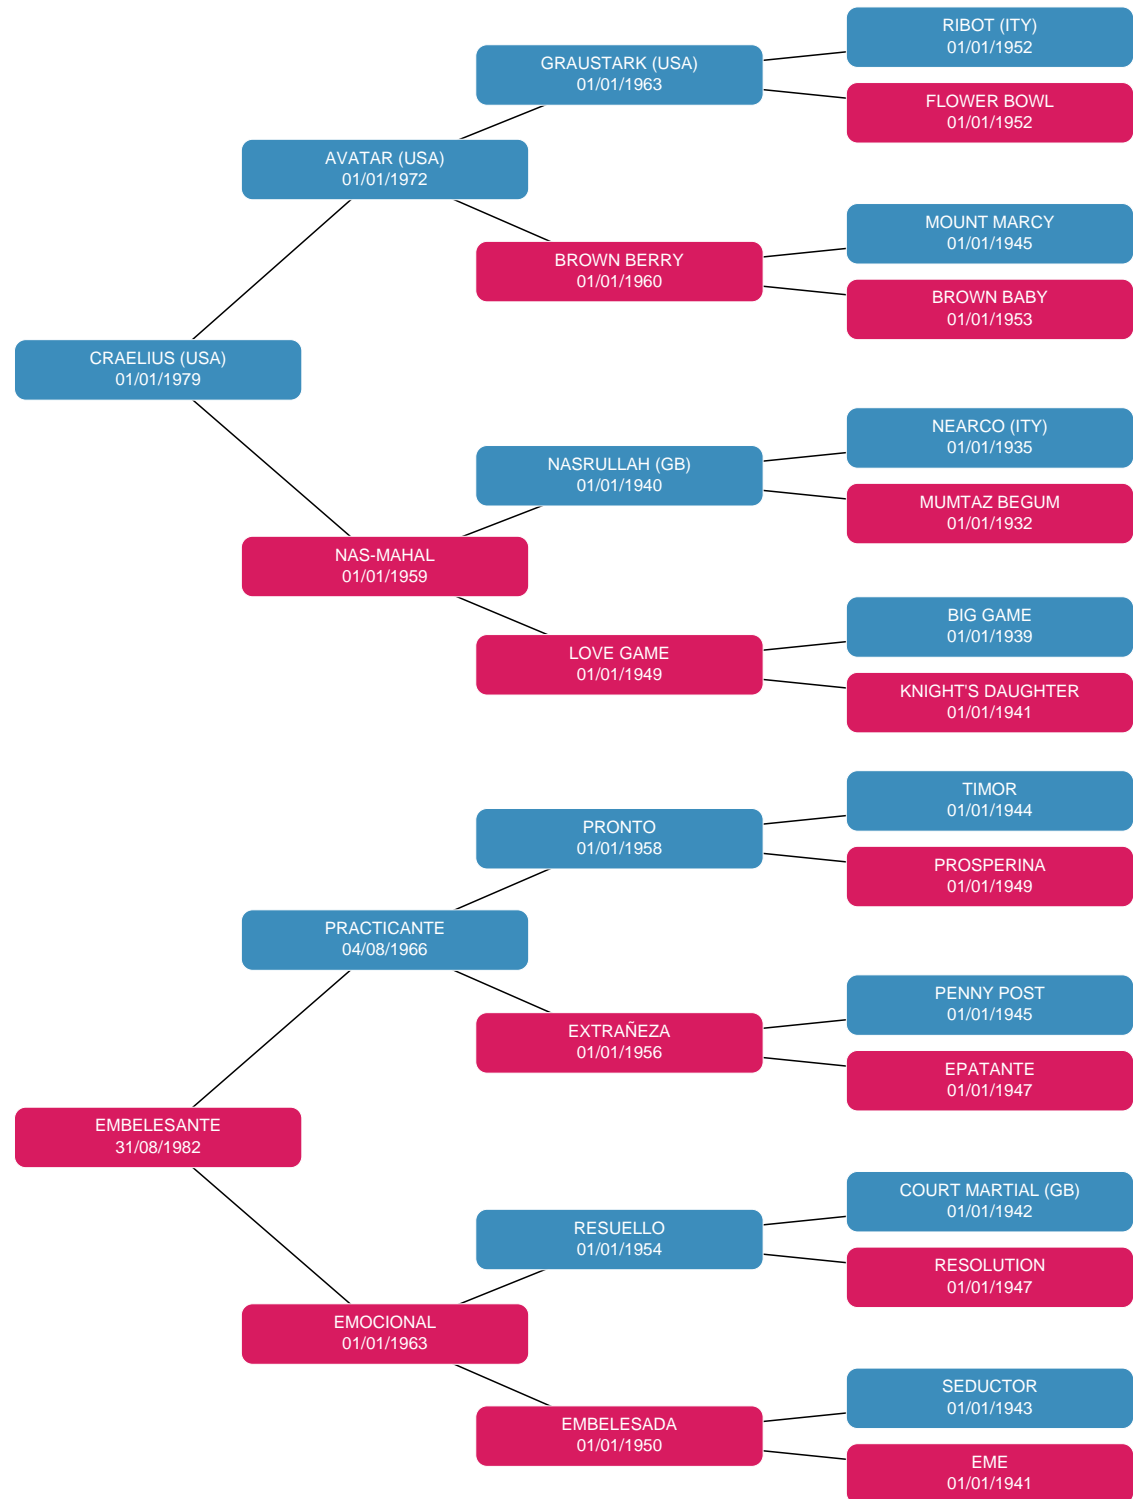 RIBOT (ITY)
01/01/1952
GRAUSTARK (USA)
01/01/1963
FLOWER BOWL
01/01/1952
AVATAR (USA)
01/01/1972
MOUNT MARCY
01/01/1945
BROWN BERRY
01/01/1960
BROWN BABY
01/01/1953
CRAELIUS (USA)
01/01/1979
NEARCO (ITY)
01/01/1935
NASRULLAH (GB)
01/01/1940
MUMTAZ BEGUM
01/01/1932
NAS-MAHAL
01/01/1959
BIG GAME
01/01/1939
LOVE GAME
01/01/1949
KNIGHT'S DAUGHTER
01/01/1941
TIMOR
01/01/1944
PRONTO
01/01/1958
PROSPERINA
01/01/1949
PRACTICANTE
04/08/1966
PENNY POST
01/01/1945
EXTRAÑEZA
01/01/1956
EPATANTE
01/01/1947
EMBELESANTE
31/08/1982
COURT MARTIAL (GB)
01/01/1942
RESUELLO
01/01/1954
RESOLUTION
01/01/1947
EMOCIONAL
01/01/1963
SEDUCTOR
01/01/1943
EMBELESADA
01/01/1950
EME
01/01/1941